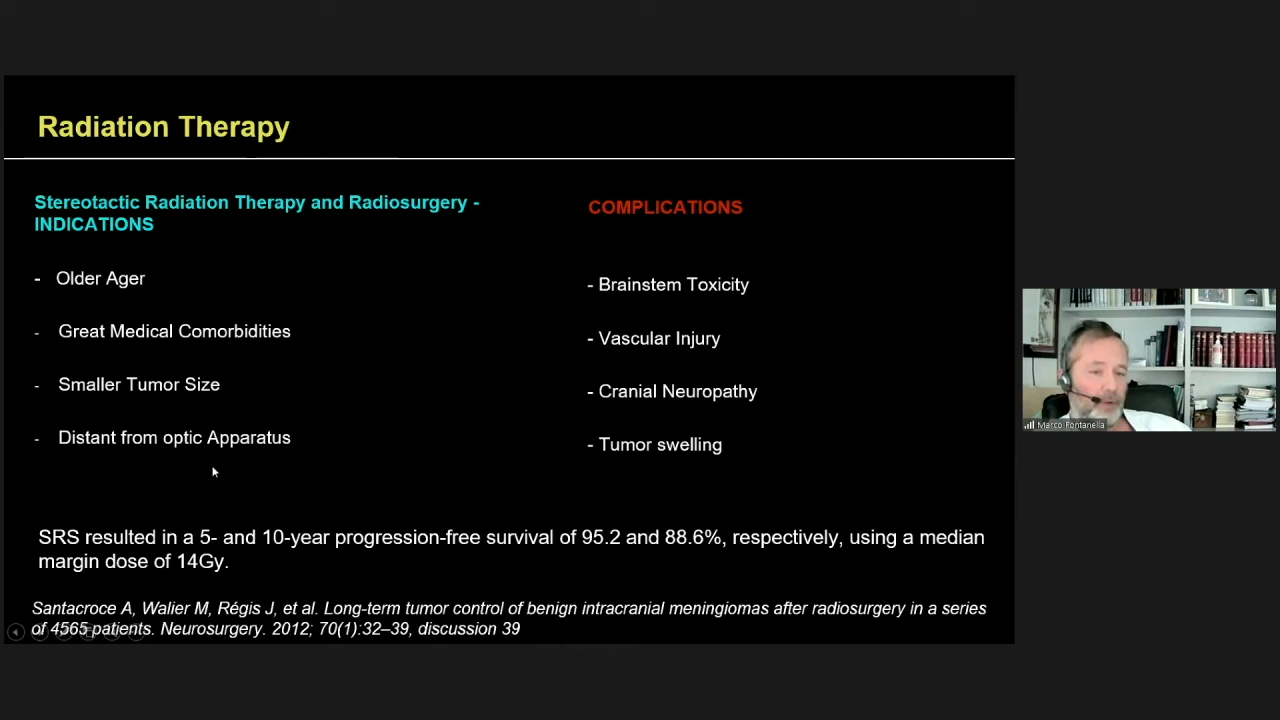 Radiation Therapy
Stereotactic Radiation Therapy and Radiosurgery -
INDICATIONS
- Older Ager
- Great Medical Comorbidities
- Smaller Tumor Size
- Distant from optic Apparatus
COMPLICATIONS
- Brainstem Toxicity
- Vascular Injury
- Cranial Neuropathy
- Tumor swelling
SRS resulted in a 5- and 10-year progression-free survival of 95.2 and 88.6%, respectively, using a median
margin dose of 14Gy.
Santacroce A, Walier M, Régis J, et al. Long-term tumor control of benign intracranial meningiomas after radiosurgery in a series
of 4565 patients. Neurosurgery. 2012; 70(1):32–39, discussion 39
Marco Fontanella